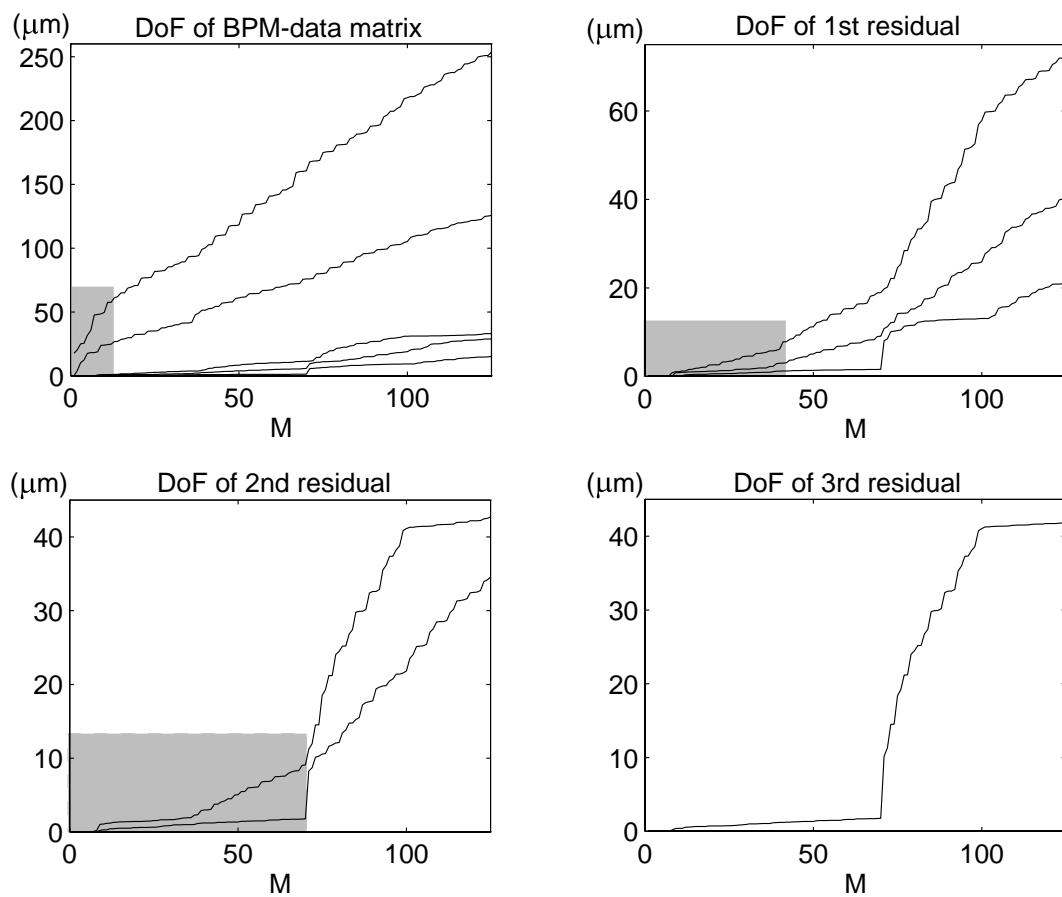 (μm) DoF of BPM-data matrix
250
200
150
100
50
0
0 50 100
M
(μm) DoF of 1st residual
60
40
20
0
0 50 100
M
(μm) DoF of 2nd residual
40
30
20
10
0
0 50 100
M
(μm) DoF of 3rd residual
40
30
20
10
0
0 50 100
M